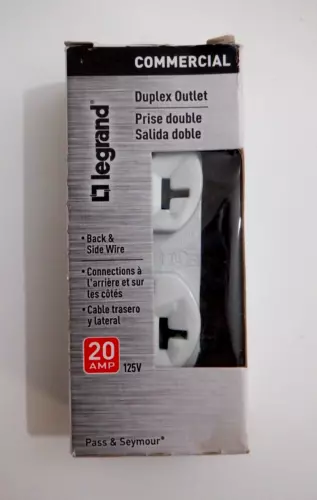 COMMERCIAL
legrand
Duplex Outlet
Prise double
Salida doble
• Back &
Side Wire
• Connections à
l'arrière et sur
les côtés
• Cable trasero
y lateral
20
AMP
125V
Pass & Seymour®